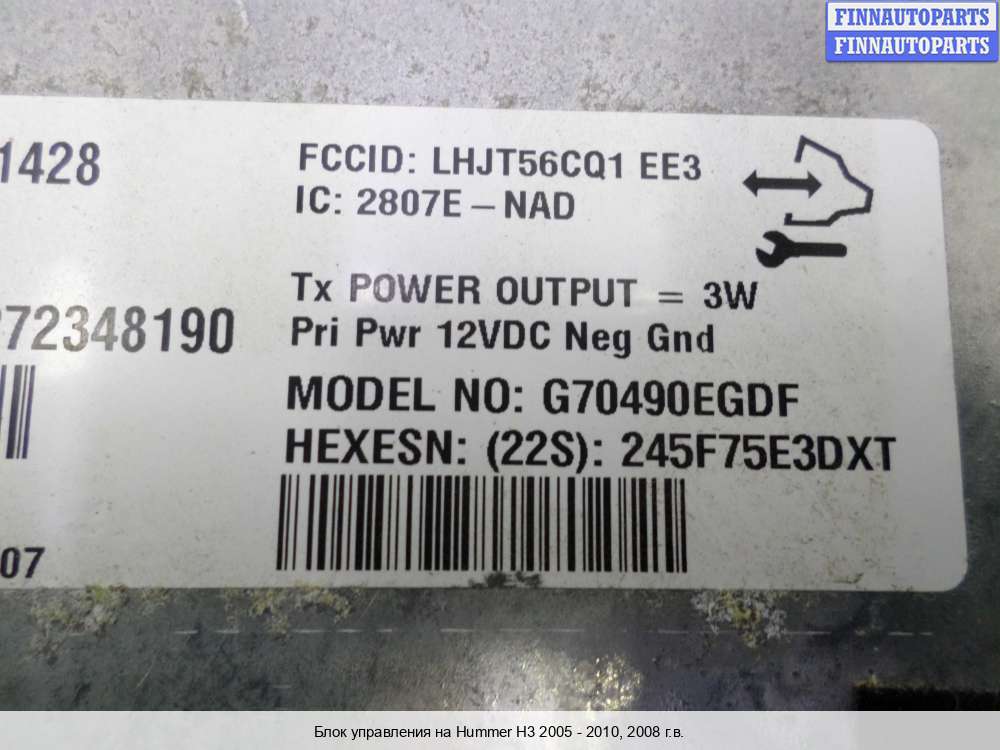 FINNAUTOPARTS
FINNAUTOPARTS
1428
FCCID: LHJT56CQ1 EE3
IC: 2807E – NAD
Tx POWER OUTPUT = 3W
72348190
Pri Pwr 12VDC Neg Gnd
MODEL NO: G70490EGDF
HEXESN: (22S): 245F75E3DXT
07
Блок управления на Hummer H3 2005 - 2010, 2008 г.в.